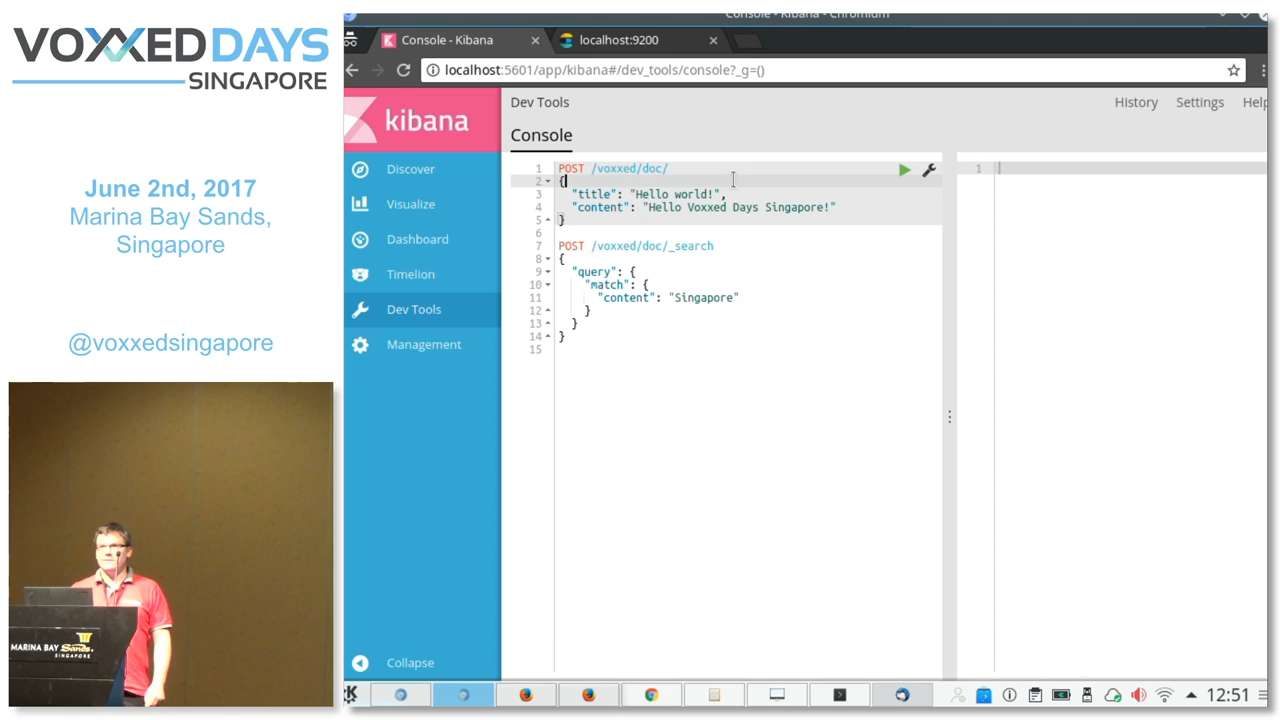 VOXXEDDAYS
SINGAPORE
June 2nd, 2017
Marina Bay Sands,
Singapore
@voxxedsingapore
MARINA BAY Sands.
SINGAPORE
Console - Kibana - Chromium
Console - Kibana
localhost:9200
localhost:5601/app/kibana#/dev_tools/console?_g=()
kibana
Discover
Visualize
Dashboard
Timelion
Dev Tools
Management
Collapse
Dev Tools
History Settings Help
Console
1 POST /voxxed/doc/
2 {
3 "title": "Hello world!",
4 "content": "Hello Voxxed Days Singapore!"
5 }
6
7 POST /voxxed/doc/_search
8 {
9 "query": {
10 "match": {
11 "content": "Singapore"
12 }
13 }
14 }
15
1
12:51